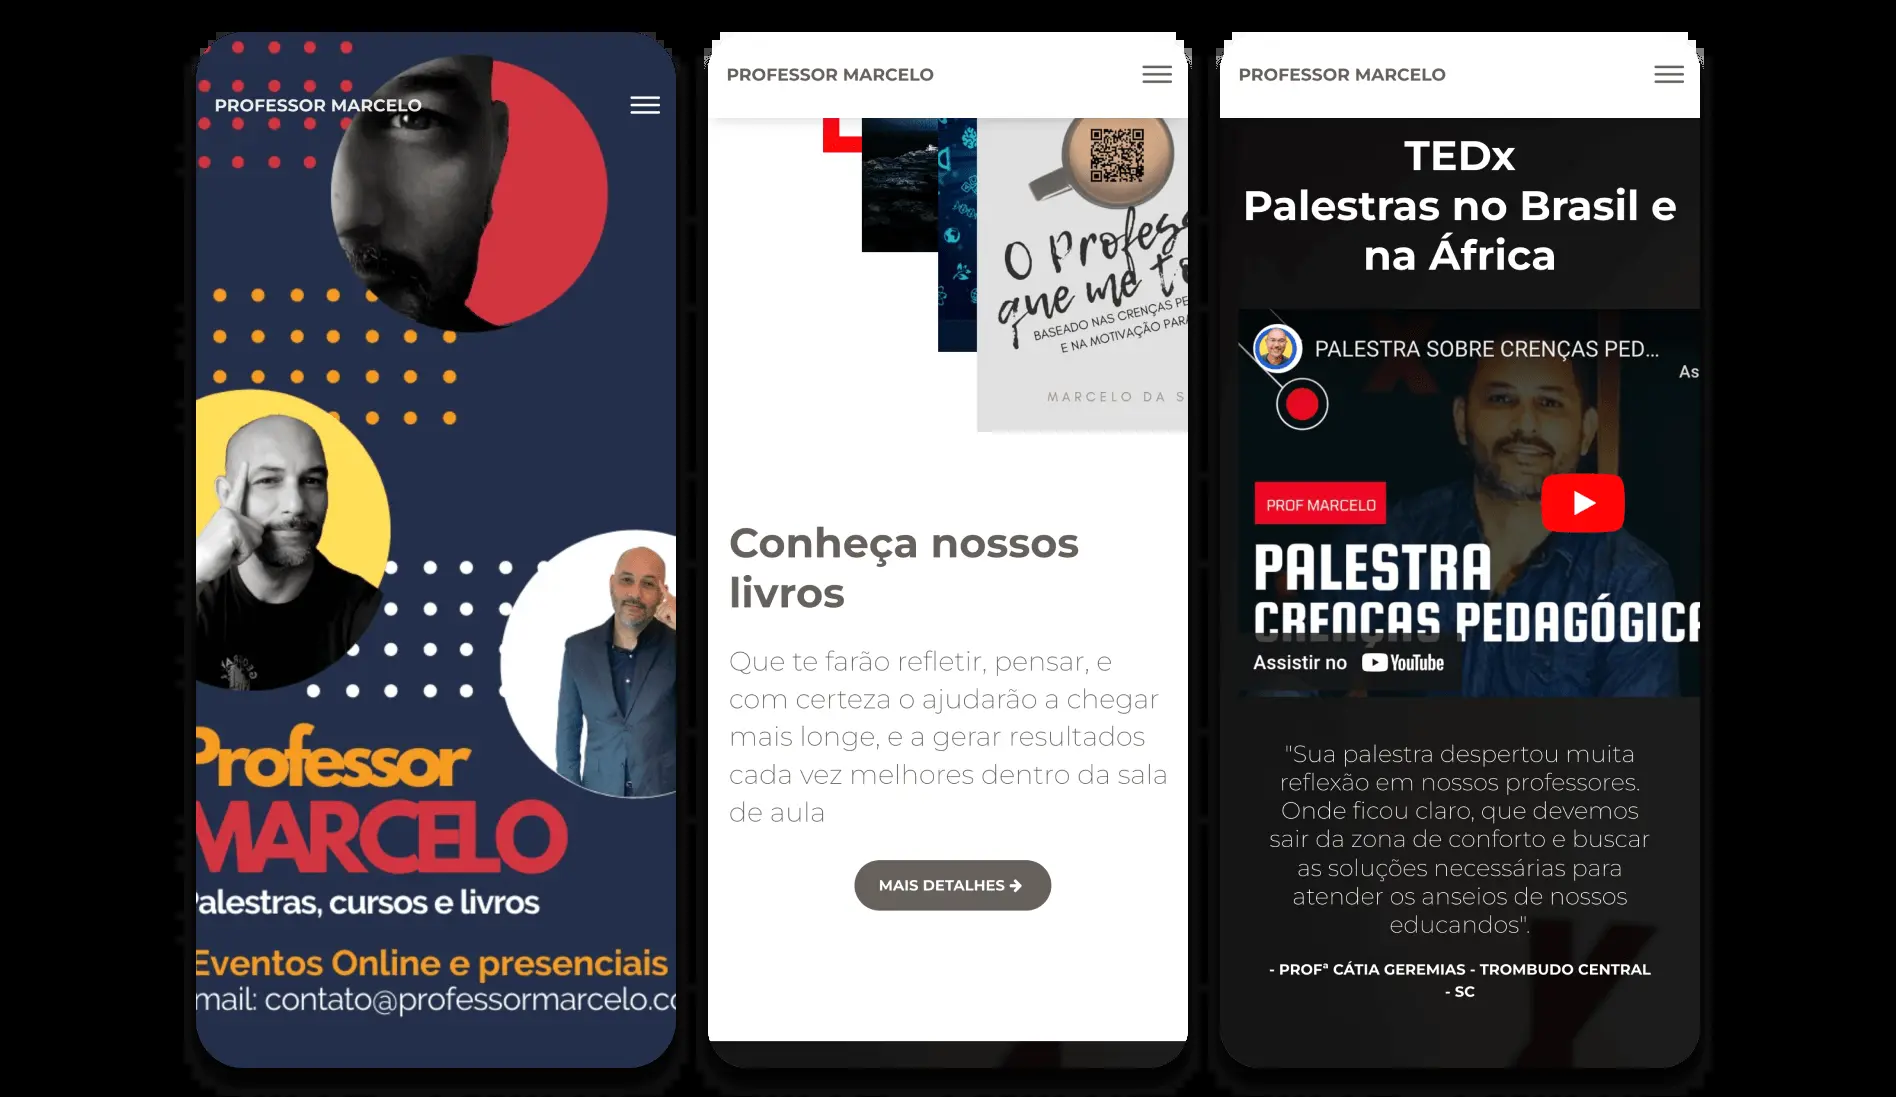 PROFESSOR MARCELO
Professor
MARCELO
Palestras, cursos e livros
Eventos Online e presenciais
mail: contato@professormarcelo.co
PROFESSOR MARCELO
O Profess
que me to
BASEADO NAS CRENÇAS PE
E NA MOTIVAÇÃO PARA
MARCELO DA S
Conheça nossos
livros
Que te farão refletir, pensar, e
com certeza o ajudarão a chegar
mais longe, e a gerar resultados
cada vez melhores dentro da sala
de aula
MAIS DETALHES
PROFESSOR MARCELO
TEDx
Palestras no Brasil e
na África
PALESTRA SOBRE CRENÇAS PED...
As
PROF MARCELO
PALESTRA
CRENÇAS PEDAGÓGICA
Assistir no YouTube
"Sua palestra despertou muita
reflexão em nossos professores.
Onde ficou claro, que devemos
sair da zona de conforto e buscar
as soluções necessárias para
atender os anseios de nossos
educandos".
- PROFª CÁTIA GEREMIAS - TROMBUDO CENTRAL
- SC